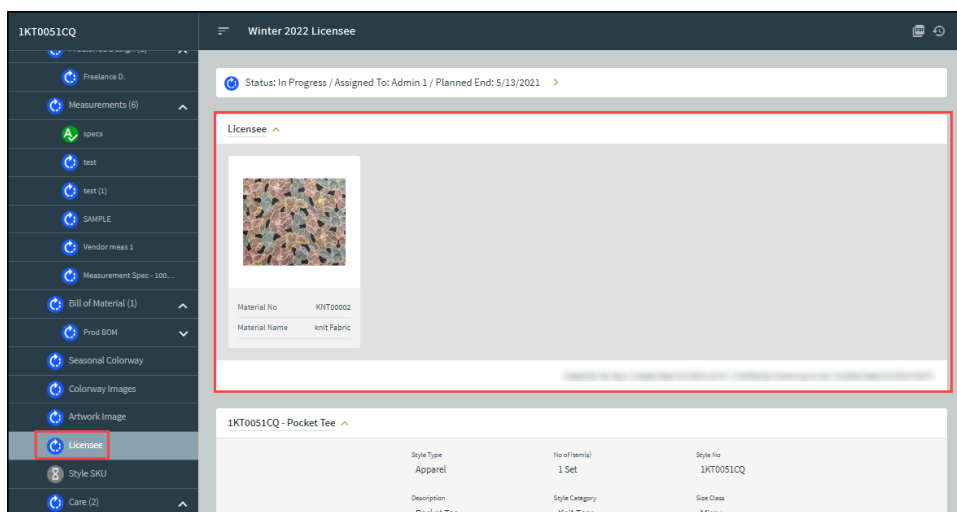 1KT0051CQ
Winter 2022 Licensee
Freelance D.
Measurements (6)
specs
test
test (1)
SAMPLE
Vendor meas 1
Measurement Spec - 100...
Bill of Material (1)
Prod BOM
Seasonal Colorway
Colorway Images
Artwork Image
Licensee
Style SKU
Care (2)
Status: In Progress / Assigned To: Admin 1 / Planned End: 5/13/2021
Licensee
Material No KNT00002
Material Name knit Fabric
1KT0051CQ - Pocket Tee
Style Type No of Item(s) Style No
Apparel 1 Set 1KT0051CQ
Description Style Category Size Class